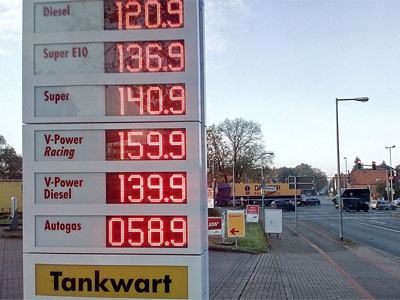 Diesel 120.9
Super E10 136.9
Super 140.9
V-Power Racing 159.9
V-Power Diesel 139.9
Autogas 058.9
Tankwart